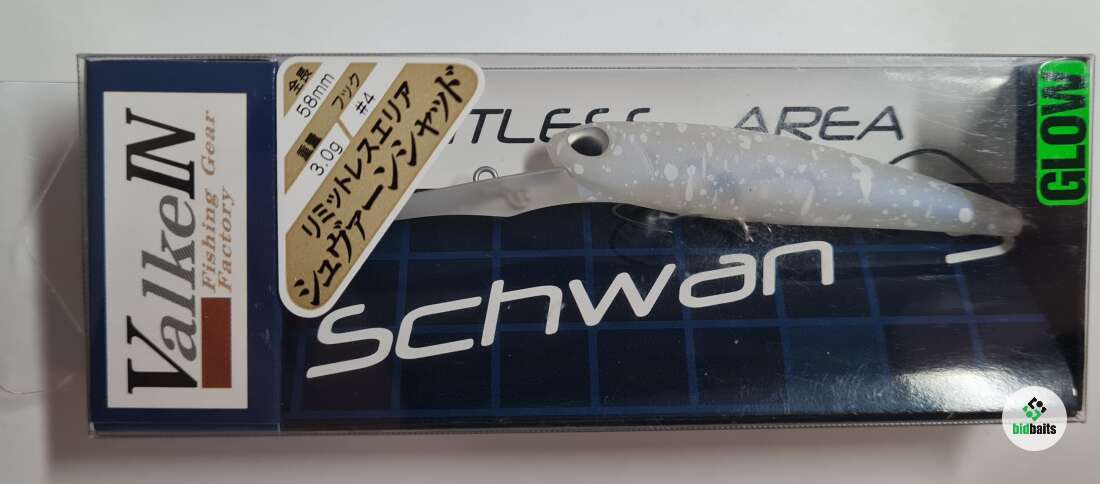 ValkeIN
Fishing Gear
Factory
全長
58mm
フック
#4
重量
3.0g
リミットレスエリア
シュヴァーンシャッド
AREA
Schwan
GLOW
bidbaits